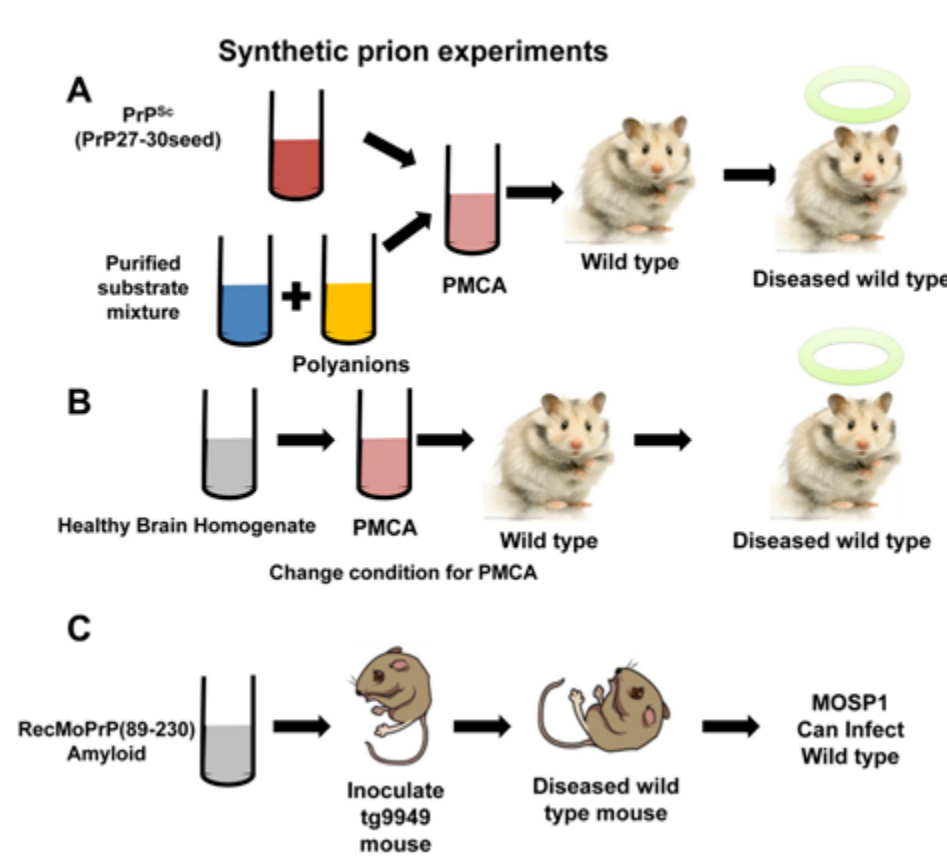 Synthetic prion experiments
A
PrPSc
(PrP27-30seed)
Purified
substrate
mixture
Polyanions
PMCA
Wild type
Diseased wild type
B
Healthy Brain Homogenate
PMCA
Wild type
Diseased wild type
Change condition for PMCA
C
RecMoPrP(89-230)
Amyloid
Inoculate
tg9949
mouse
Diseased wild
type mouse
MOSP1
Can Infect
Wild type